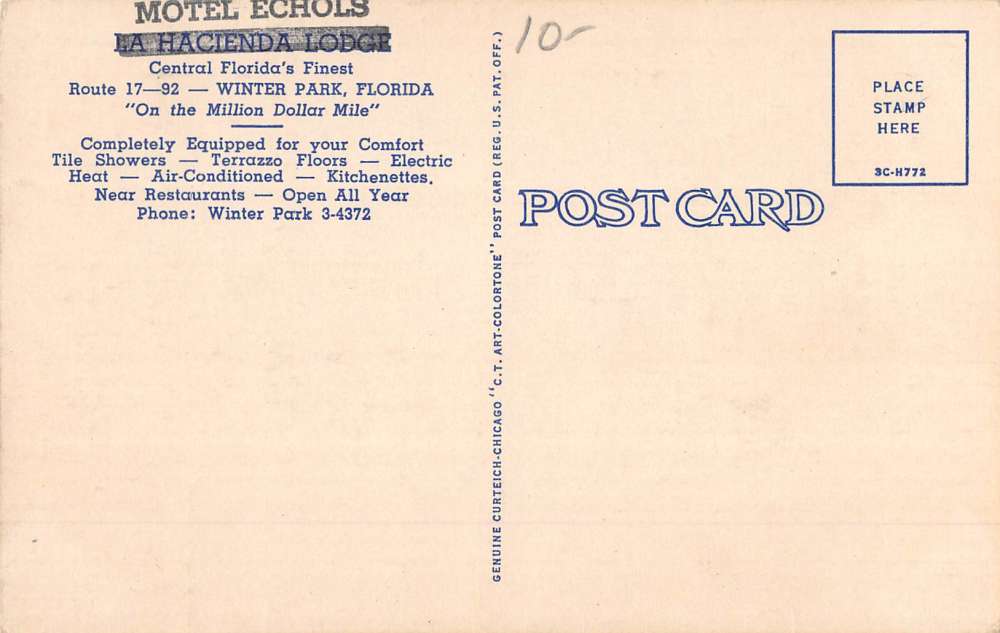 MOTEL ECHOLS
LA HACIENDA LODGE
Central Florida's Finest
Route 17—92 — WINTER PARK, FLORIDA
"On the Million Dollar Mile"
Completely Equipped for your Comfort
Tile Showers — Terrazzo Floors — Electric
Heat — Air-Conditioned — Kitchenettes.
Near Restaurants — Open All Year
Phone: Winter Park 3-4372
GENUINE CURTEICH-CHICAGO "C.T. ART-COLORTONE" POST CARD (REG. U.S. PAT. OFF.)
10-
POST CARD
PLACE
STAMP
HERE
3C-H772